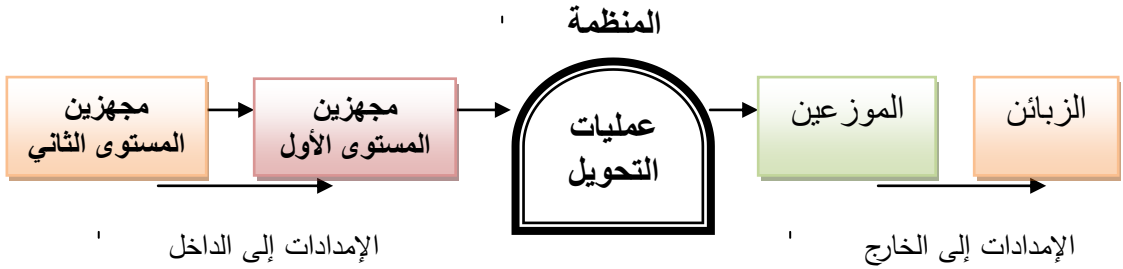 المنظمة
مجهزين
المستوى الثاني
مجهزين
المستوى الأول
عمليات
التحويل
الموزعين
الزبائن
الإمدادات إلى الداخل
الإمدادات إلى الخارج